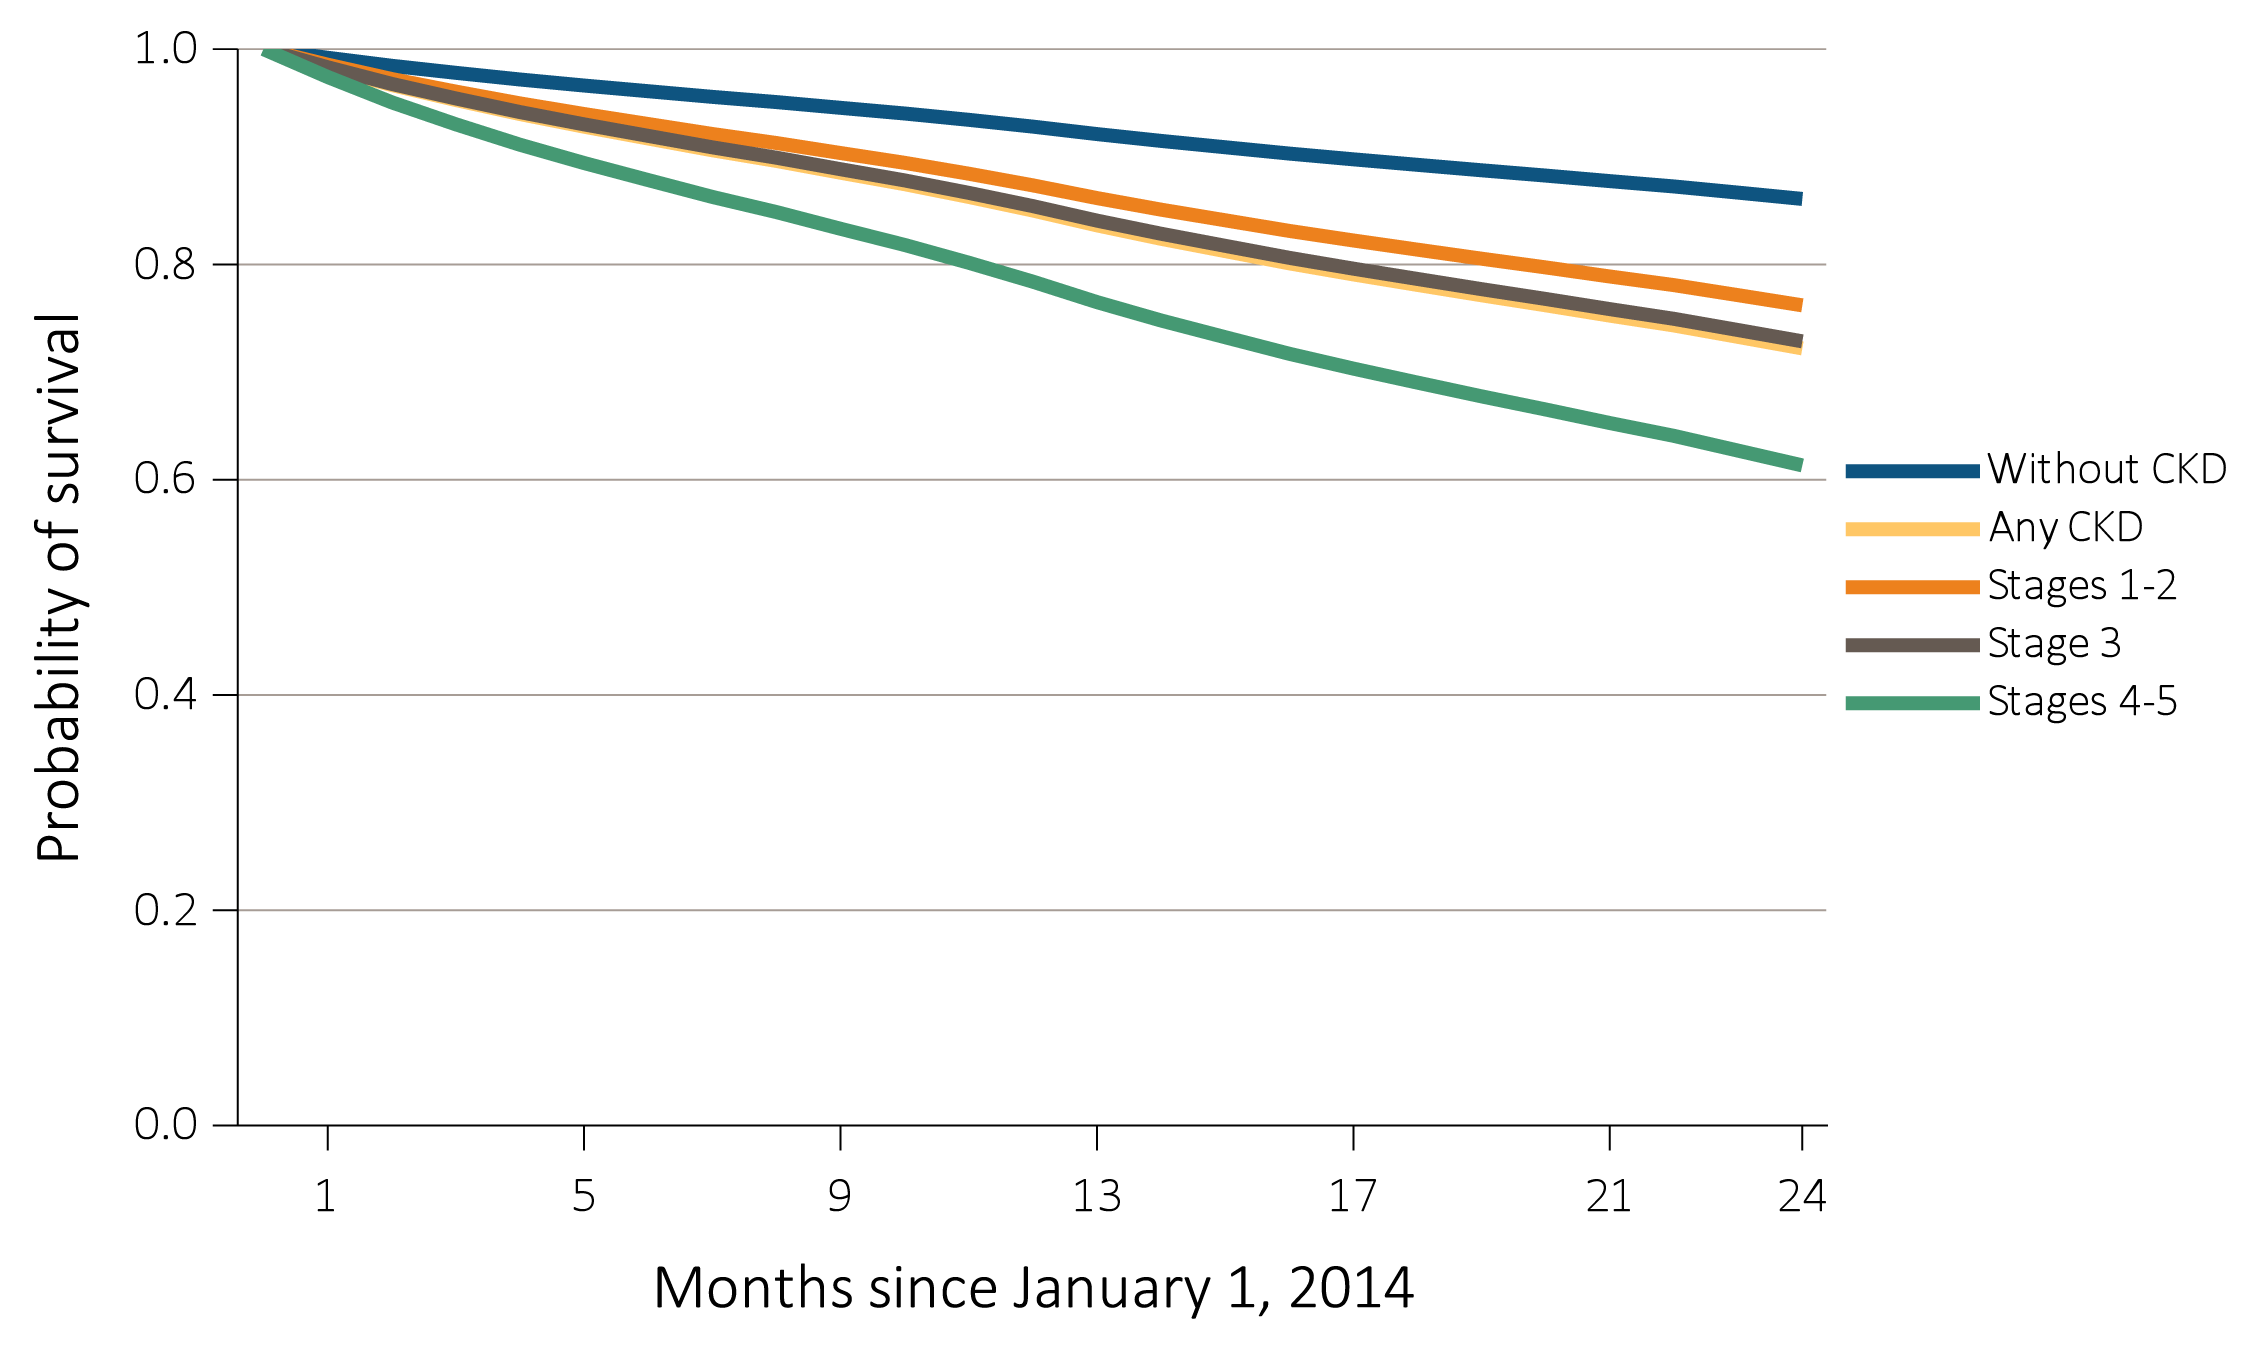 1.0
0.8
0.6
0.4
0.2
0.0
Probability of survival
1 5 9 13 17 21 24
Months since January 1, 2014
Without CKD
Any CKD
Stages 1-2
Stage 3
Stages 4-5